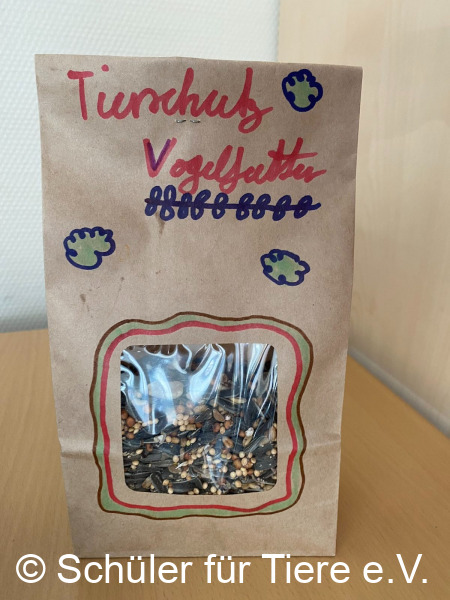 Tierschutz
Vogelfutter
© Schüler für Tiere e.V.